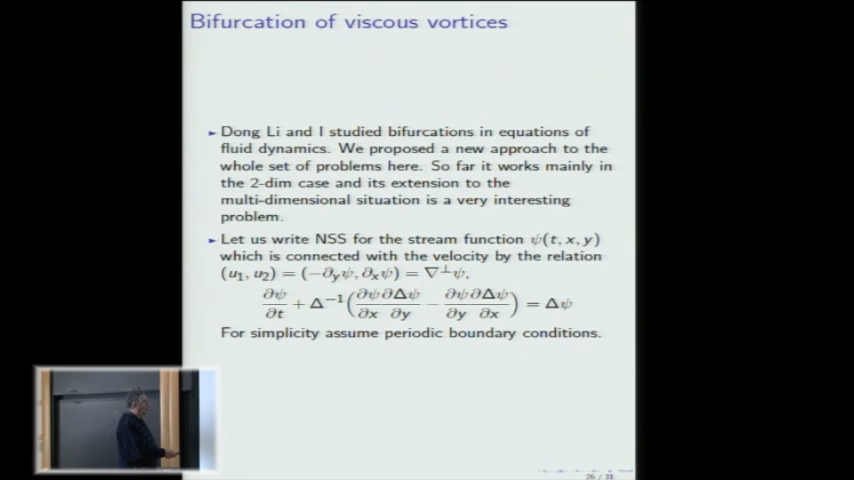 Bifurcation of viscous vortices
► Dong Li and I studied bifurcations in equations of
fluid dynamics. We proposed a new approach to the
whole set of problems here. So far it works mainly in
the 2-dim case and its extension to the
multi-dimensional situation is a very interesting
problem.
► Let us write NSS for the stream function ψ(t, x, y)
which is connected with the velocity by the relation
(u₁, u₂) = (−∂yψ, ∂xψ) = ∇⊥ψ,
∂ψ/∂t + Δ⁻¹(∂ψ/∂x ∂Δψ/∂y − ∂ψ/∂y ∂Δψ/∂x) = Δψ
For simplicity assume periodic boundary conditions.
26 / 31